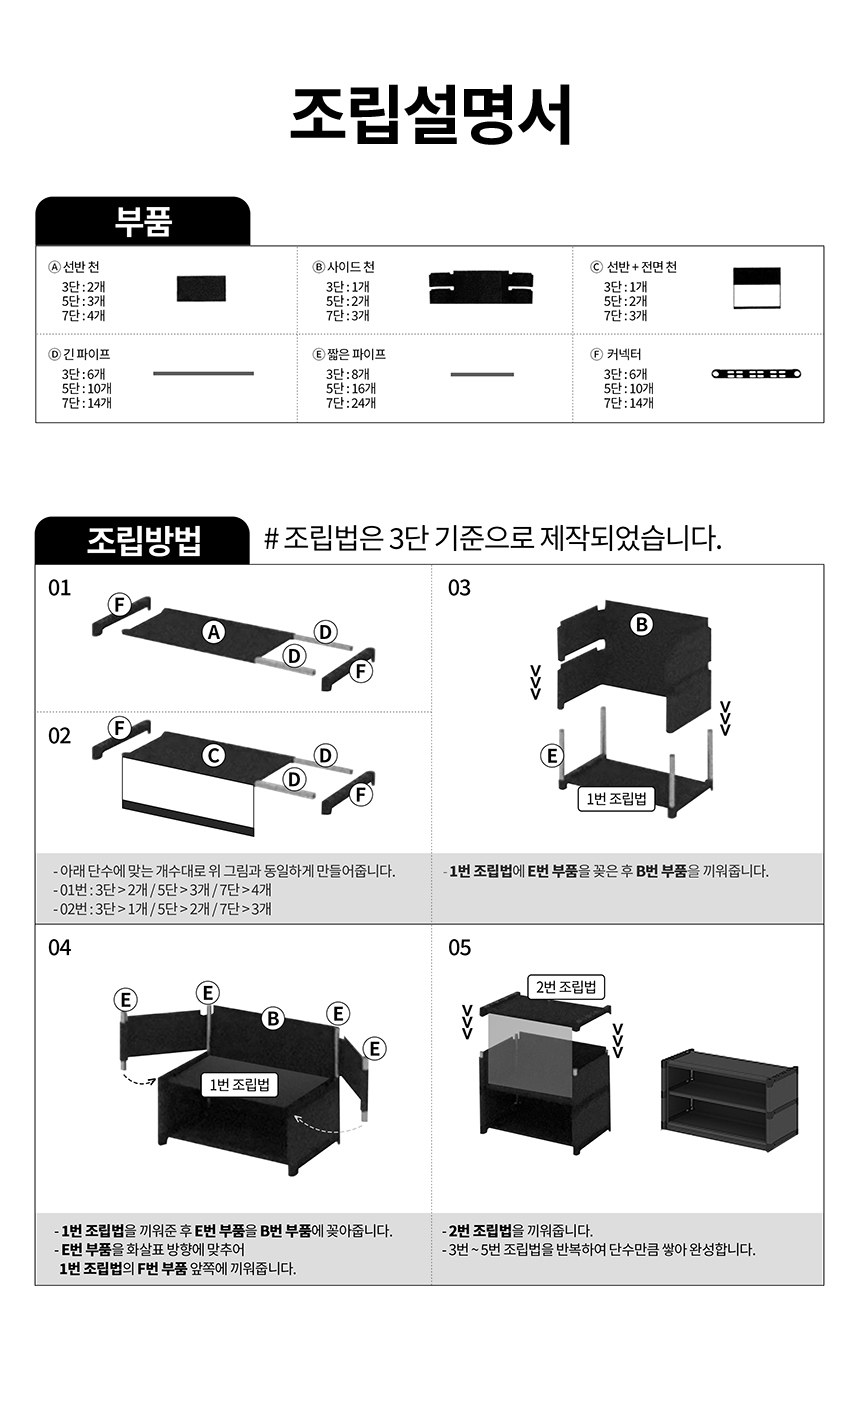 조립설명서
부품
Ⓐ 선반 천
3단 : 2개
5단 : 3개
7단 : 4개
Ⓑ 사이드 천
3단 : 1개
5단 : 2개
7단 : 3개
Ⓒ 선반 + 전면 천
3단 : 1개
5단 : 2개
7단 : 3개
Ⓓ 긴 파이프
3단 : 6개
5단 : 10개
7단 : 14개
Ⓔ 짧은 파이프
3단 : 8개
5단 : 16개
7단 : 24개
Ⓕ 커넥터
3단 : 6개
5단 : 10개
7단 : 14개
조립방법 # 조립법은 3단 기준으로 제작되었습니다.
01
F
A
D
D
F
02
F
C
D
D
F
- 아래 단수에 맞는 개수대로 위 그림과 동일하게 만들어줍니다.
- 01번 : 3단 > 2개 / 5단 > 3개 / 7단 > 4개
- 02번 : 3단 > 1개 / 5단 > 2개 / 7단 > 3개
03
B
E
1번 조립법
- 1번 조립법에 E번 부품을 꽂은 후 B번 부품을 끼워줍니다.
04
E
E
B
E
E
1번 조립법
- 1번 조립법을 끼워준 후 E번 부품을 B번 부품에 꽂아줍니다.
- E번 부품을 화살표 방향에 맞추어
1번 조립법의 F번 부품 앞쪽에 끼워줍니다.
05
2번 조립법
- 2번 조립법을 끼워줍니다.
- 3번 ~ 5번 조립법을 반복하여 단수만큼 쌓아 완성합니다.